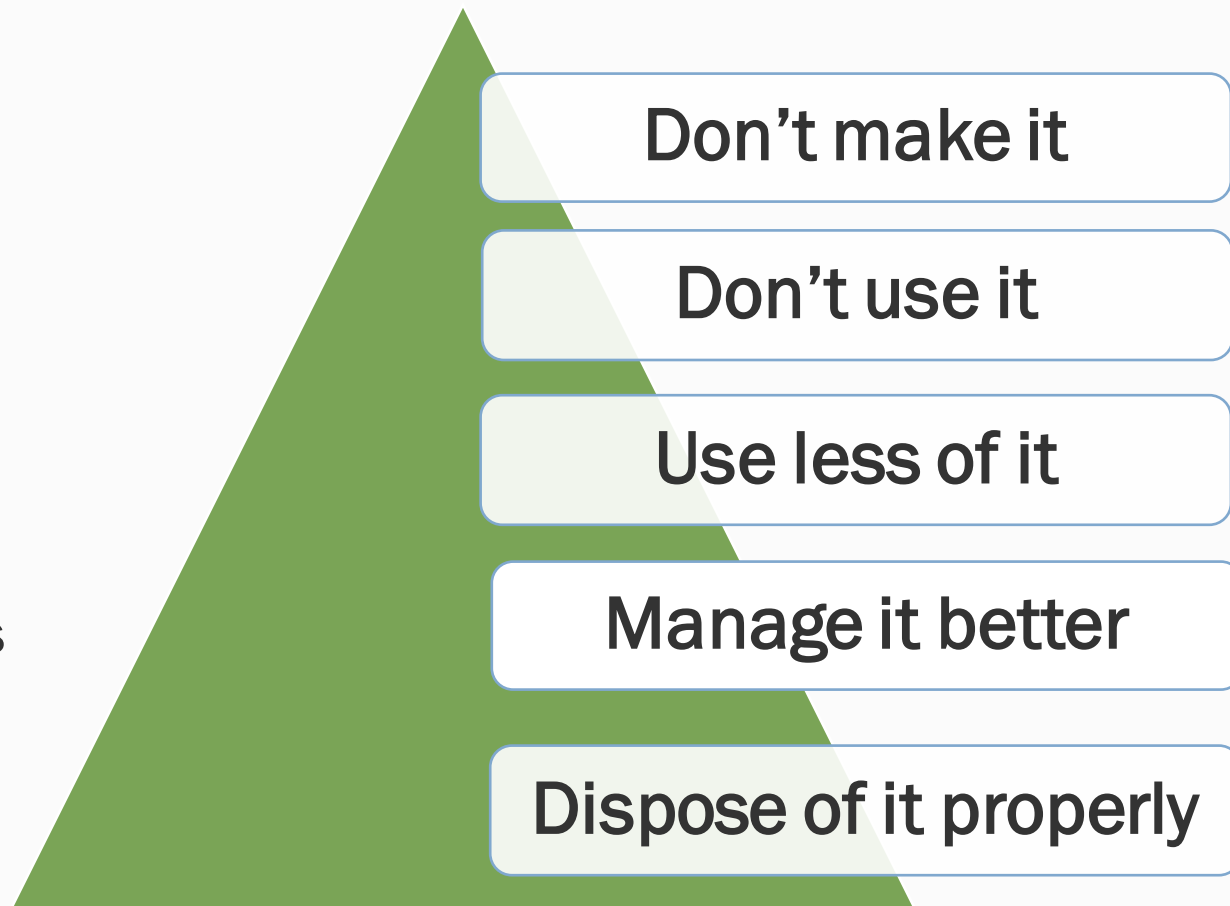 Don’t make it
Don’t use it
Use less of it
Manage it better
Dispose of it properly